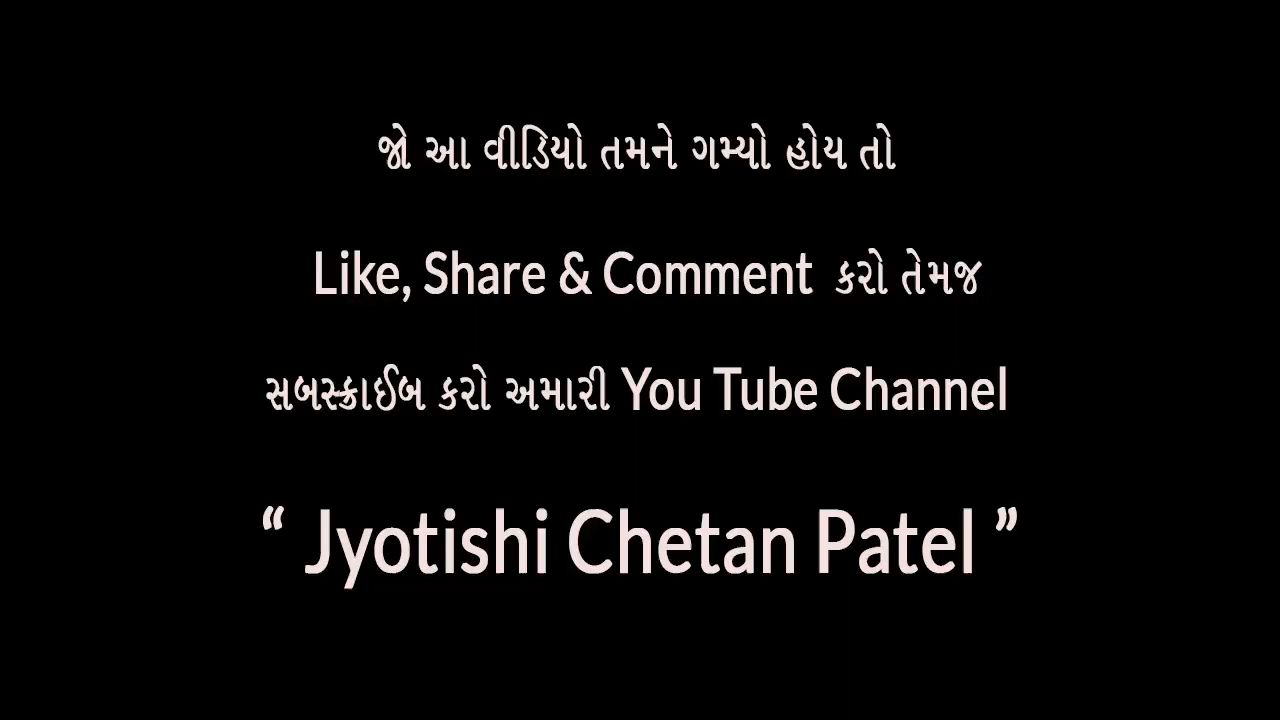 જો આ વીડિયો તમને ગમ્યો હોય તો
Like, Share & Comment કરો તેમજ
સબસ્ક્રાઈબ કરો અમારી You Tube Channel
“ Jyotishi Chetan Patel ”